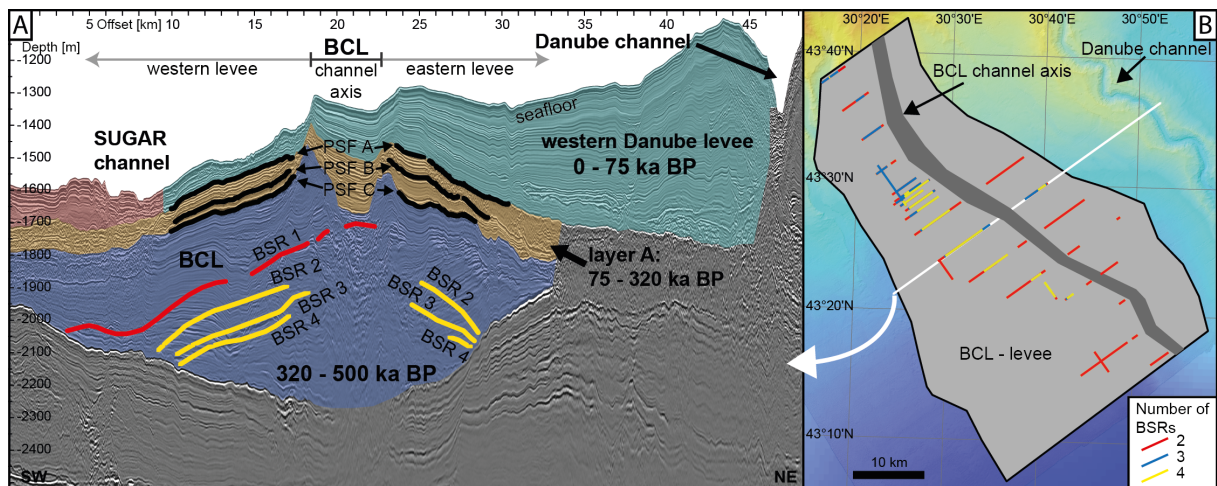 A
5 Offset [km] 10 15 20 25 30 35 40 45 48
Depth [m]
-1200
-1300
-1400
-1500
-1600
-1700
-1800
-1900
-2000
-2100
-2200
-2300
-2400
western levee
BCL
channel
axis
eastern levee
Danube channel
SUGAR
channel
seafloor
western Danube levee
0 - 75 ka BP
PSF A
PSF B
PSF C
BCL
BSR 1
BSR 2
BSR 3
BSR 4
BSR 2
BSR 3
BSR 4
layer A:
75 - 320 ka BP
320 - 500 ka BP
SW
NE
B
30°20'E 30°30'E 30°40'E 30°50'E
43°40'N
43°30'N
43°20'N
43°10'N
Danube channel
BCL channel axis
BCL - levee
10 km
Number of
BSRs
2
3
4